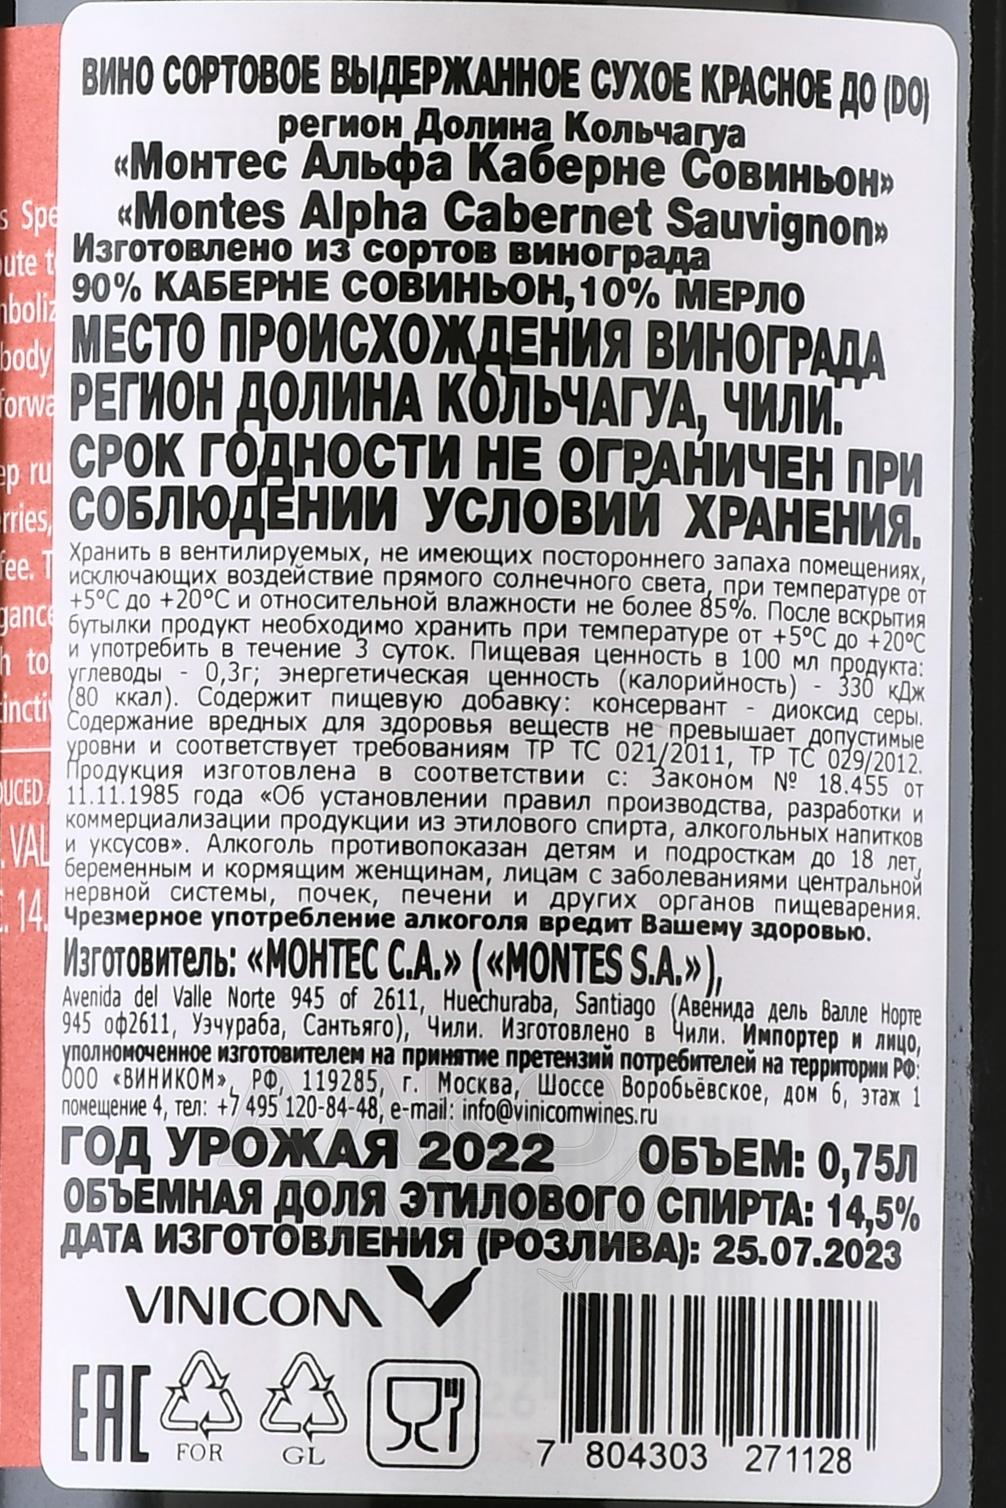 ВИНО СОРТОВОЕ ВЫДЕРЖАННОЕ СУХОЕ КРАСНОЕ ДО (DO)
регион Долина Кольчагуа
«Монтес Альфа Каберне Совиньон»
«Montes Alpha Cabernet Sauvignon»
Изготовлено из сортов винограда
90% КАБЕРНЕ СОВИНЬОН, 10% МЕРЛО
МЕСТО ПРОИСХОЖДЕНИЯ ВИНОГРАДА
РЕГИОН ДОЛИНА КОЛЬЧАГУА, ЧИЛИ.
СРОК ГОДНОСТИ НЕ ОГРАНИЧЕН ПРИ
СОБЛЮДЕНИИ УСЛОВИЙ ХРАНЕНИЯ.
Хранить в вентилируемых, не имеющих постороннего запаха помещениях,
исключающих воздействие прямого солнечного света, при температуре от
+5°С до +20°С и относительной влажности не более 85%. После вскрытия
бутылки продукт необходимо хранить при температуре от +5°С до +20°С
и употребить в течение 3 суток. Пищевая ценность в 100 мл продукта:
углеводы - 0,3г; энергетическая ценность (калорийность) - 330 кДж
(80 ккал). Содержит пищевую добавку: консервант - диоксид серы.
Содержание вредных для здоровья веществ не превышает допустимые
уровни и соответствует требованиям ТР ТС 021/2011, ТР ТС 029/2012.
Продукция изготовлена в соответствии с: Законом № 18.455 от
11.11.1985 года «Об установлении правил производства, разработки и
коммерциализации продукции из этилового спирта, алкогольных напитков
и уксусов». Алкоголь противопоказан детям и подросткам до 18 лет,
беременным и кормящим женщинам, лицам с заболеваниями центральной
нервной системы, почек, печени и других органов пищеварения.
Чрезмерное употребление алкоголя вредит Вашему здоровью.
Изготовитель: «МОНТЕС С.А.» («MONTES S.A.»),
Avenida del Valle Norte 945 of 2611, Huechuraba, Santiago (Авенида дель Валле Норте
945 оф2611, Уэчураба, Сантьяго), Чили. Изготовлено в Чили. Импортер и лицо,
уполномоченное изготовителем на принятие претензий потребителей на территории РФ:
ООО «ВИНИКОМ», РФ, 119285, г. Москва, Шоссе Воробьёвское, дом 6, этаж 1
помещение 4, тел: +7 495 120-84-48, e-mail: info@vinicomwines.ru
ГОД УРОЖАЯ 2022 ОБЪЕМ: 0,75Л
ОБЪЕМНАЯ ДОЛЯ ЭТИЛОВОГО СПИРТА: 14,5%
ДАТА ИЗГОТОВЛЕНИЯ (РОЗЛИВА): 25.07.2023
VINICOM
EAC
FOR
GL
7 804303 271128